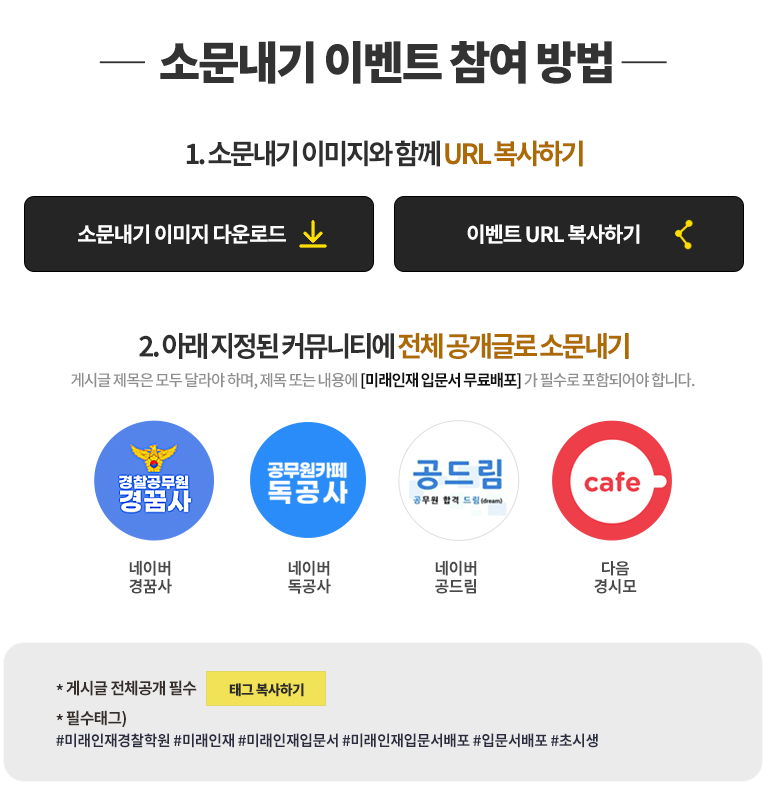 소문내기 이벤트 참여 방법
1. 소문내기 이미지와 함께 URL 복사하기
소문내기 이미지 다운로드
이벤트 URL 복사하기
2. 아래 지정된 커뮤니티에 전체 공개글로 소문내기
게시글 제목은 모두 달라야 하며, 제목 또는 내용에 [미래인재 입문서 무료배포] 가 필수로 포함되어야 합니다.
경찰공무원
경꿈사
공무원카페
독공사
공드림
공무원 합격 드림(dream)
cafe
네이버
경꿈사
네이버
독공사
네이버
공드림
다음
경시모
* 게시글 전체공개 필수
태그 복사하기
* 필수태그)
#미래인재경찰학원 #미래인재 #미래인재입문서 #미래인재입문서배포 #입문서배포 #초시생